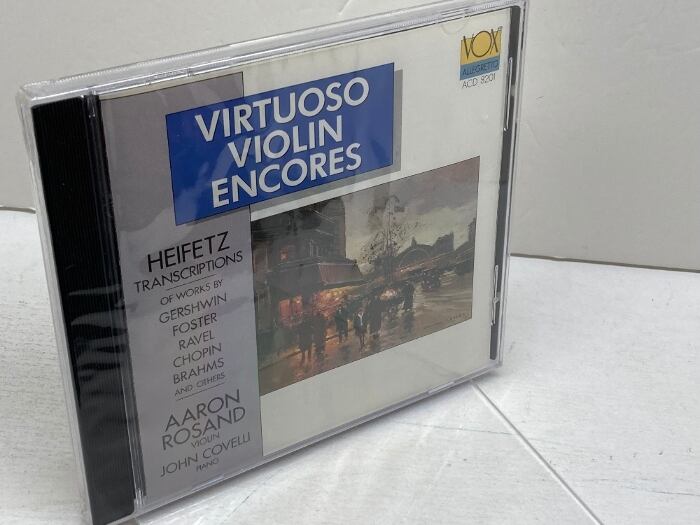 VOX
ALLEGRETTO
ACD 8201
VIRTUOSO
VIOLIN
ENCORES
HEIFETZ
TRANSCRIPTIONS
OF WORKS BY
GERSHWIN
FOSTER
RAVEL
CHOPIN
BRAHMS
AND OTHERS
AARON
ROSAND
VIOLIN
JOHN COVELLI
PIANO